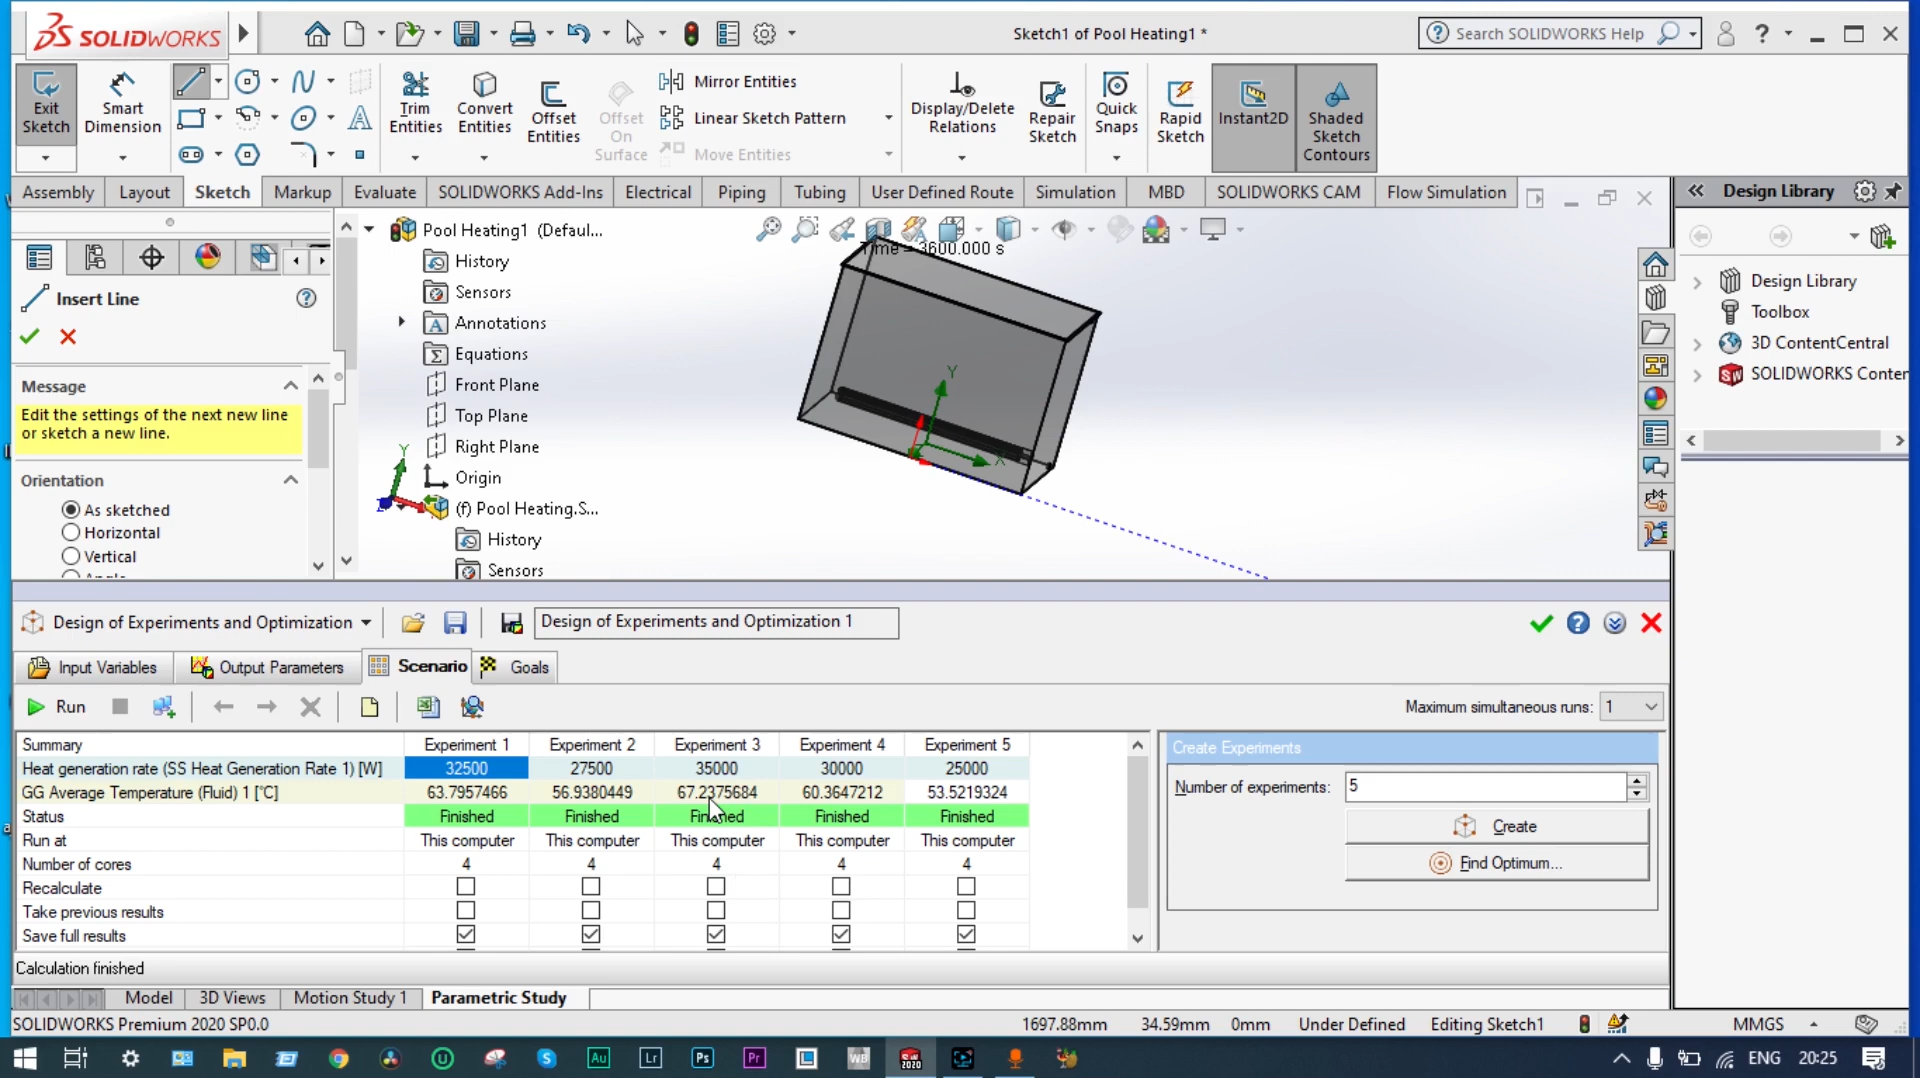 SOLIDWORKS
Sketch1 of Pool Heating1 *
Search SOLIDWORKS Help
Exit Sketch
Smart Dimension
Trim Entities
Convert Entities
Offset Entities
Offset On Surface
Mirror Entities
Linear Sketch Pattern
Move Entities
Display/Delete Relations
Repair Sketch
Quick Snaps
Rapid Sketch
Instant2D
Shaded Sketch Contours
Assembly
Layout
Sketch
Markup
Evaluate
SOLIDWORKS Add-Ins
Electrical
Piping
Tubing
User Defined Route
Simulation
MBD
SOLIDWORKS CAM
Flow Simulation
Insert Line
Message
Edit the settings of the next new line
or sketch a new line.
Orientation
As sketched
Horizontal
Vertical
Pool Heating1 (Defaul...
History
Sensors
Annotations
Equations
Front Plane
Top Plane
Right Plane
Origin
(f) Pool Heating.S...
History
Sensors
Time = 3600.000 s
Y
X
Y
Design Library
Design Library
Toolbox
3D ContentCentral
SOLIDWORKS Conter
Design of Experiments and Optimization
Design of Experiments and Optimization 1
Input Variables
Output Parameters
Scenario
Goals
Run
Maximum simultaneous runs: 1
Summary Experiment 1 Experiment 2 Experiment 3 Experiment 4 Experiment 5
Heat generation rate (SS Heat Generation Rate 1) [W] 32500 27500 35000 30000 25000
GG Average Temperature (Fluid) 1 [°C] 63.7957466 56.9380449 67.2375684 60.3647212 53.5219324
Status Finished Finished Finished Finished Finished
Run at This computer This computer This computer This computer This computer
Number of cores 4 4 4 4 4
Recalculate
Take previous results
Save full results
Create Experiments
Number of experiments: 5
Create
Find Optimum...
Calculation finished
Model
3D Views
Motion Study 1
Parametric Study
SOLIDWORKS Premium 2020 SP0.0
1697.88mm 34.59mm 0mm Under Defined Editing Sketch1
MMGS
Au
Lr
Ps
Pr
WB
SW 2020
ENG 20:25